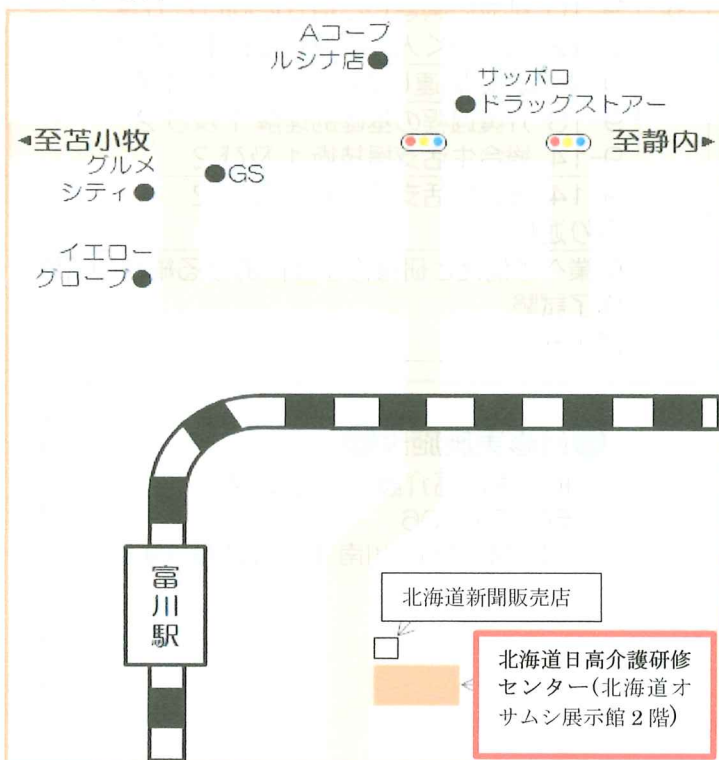 Aコープ
ルシナ店
サッポロ
ドラッグストアー
至苫小牧
至静内
グルメ
シティ
GS
イエロー
グローブ
富川駅
北海道新聞販売店
北海道日高介護研修
センター(北海道オ
サムシ展示館2階)